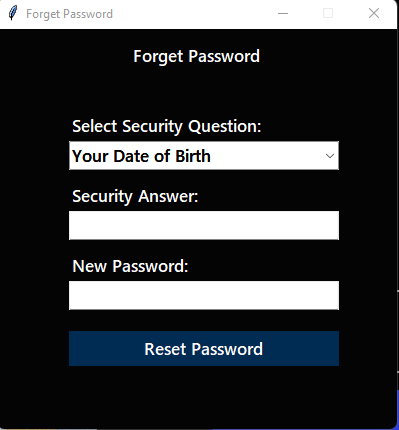 Forget Password
Forget Password
Select Security Question:
Your Date of Birth
Security Answer:
New Password:
Reset Password